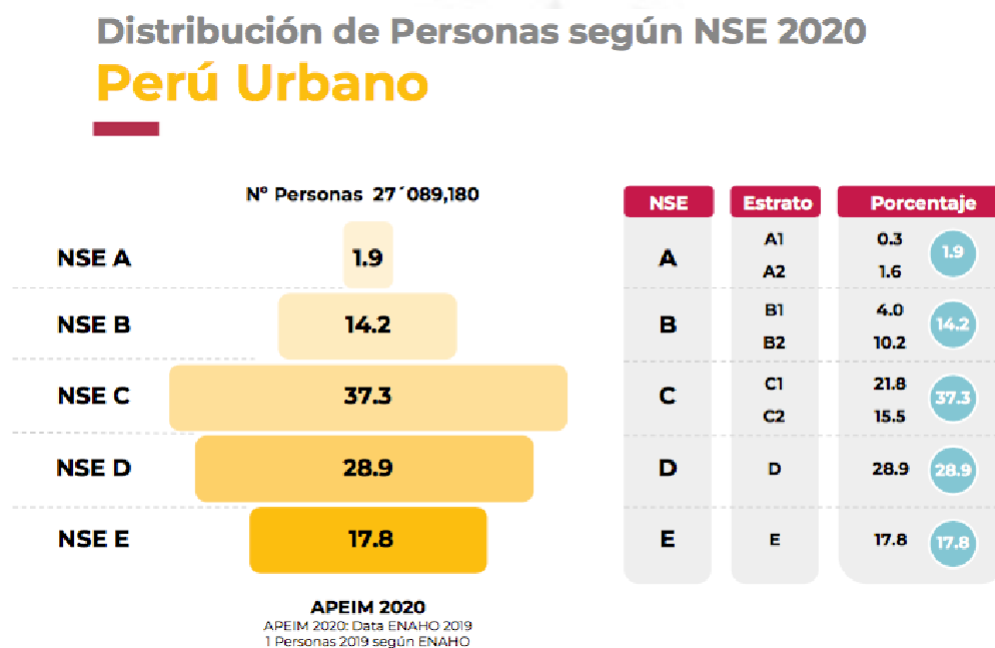 Distribución de Personas según NSE 2020
Perú Urbano
Nº Personas 27´089,180
NSE A 1.9
NSE B 14.2
NSE C 37.3
NSE D 28.9
NSE E 17.8
APEIM 2020
APEIM 2020: Data ENAHO 2019
1 Personas 2019 según ENAHO
NSE Estrato Porcentaje
A A1 0.3 1.9
A2 1.6
B B1 4.0 14.2
B2 10.2
C C1 21.8 37.3
C2 15.5
D D 28.9 28.9
E E 17.8 17.8